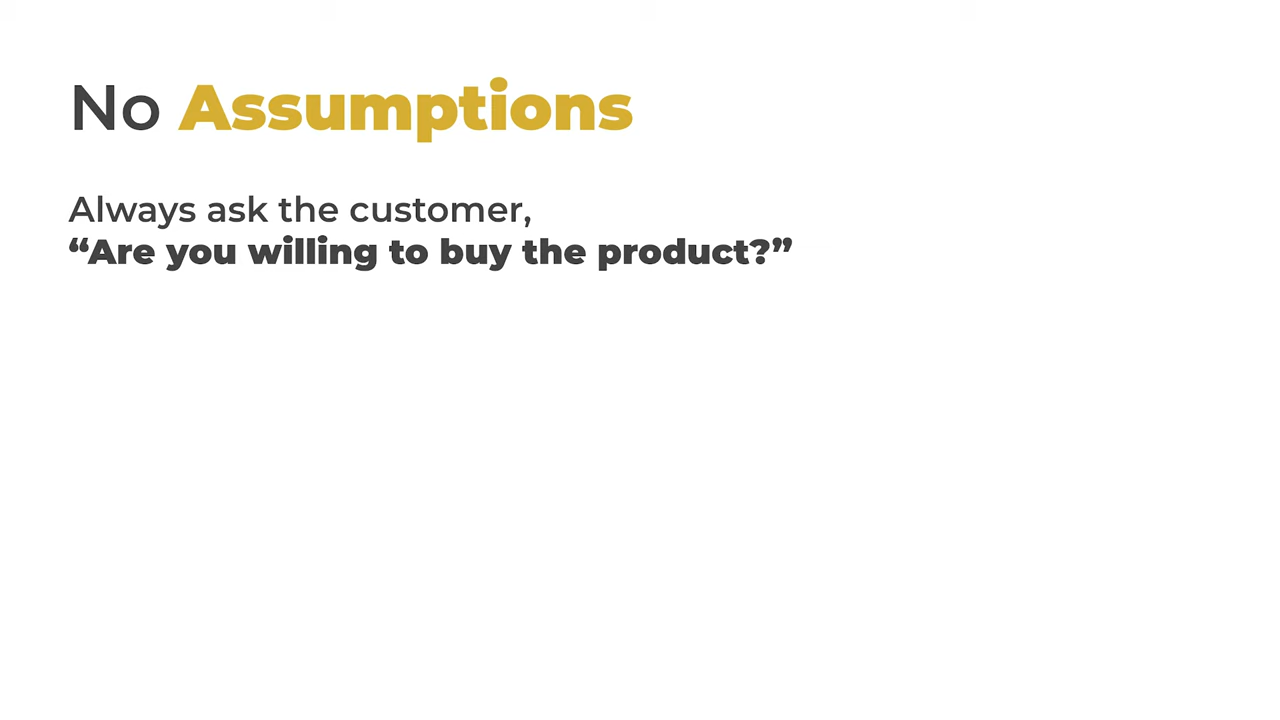 No Assumptions
Always ask the customer,
“Are you willing to buy the product?”